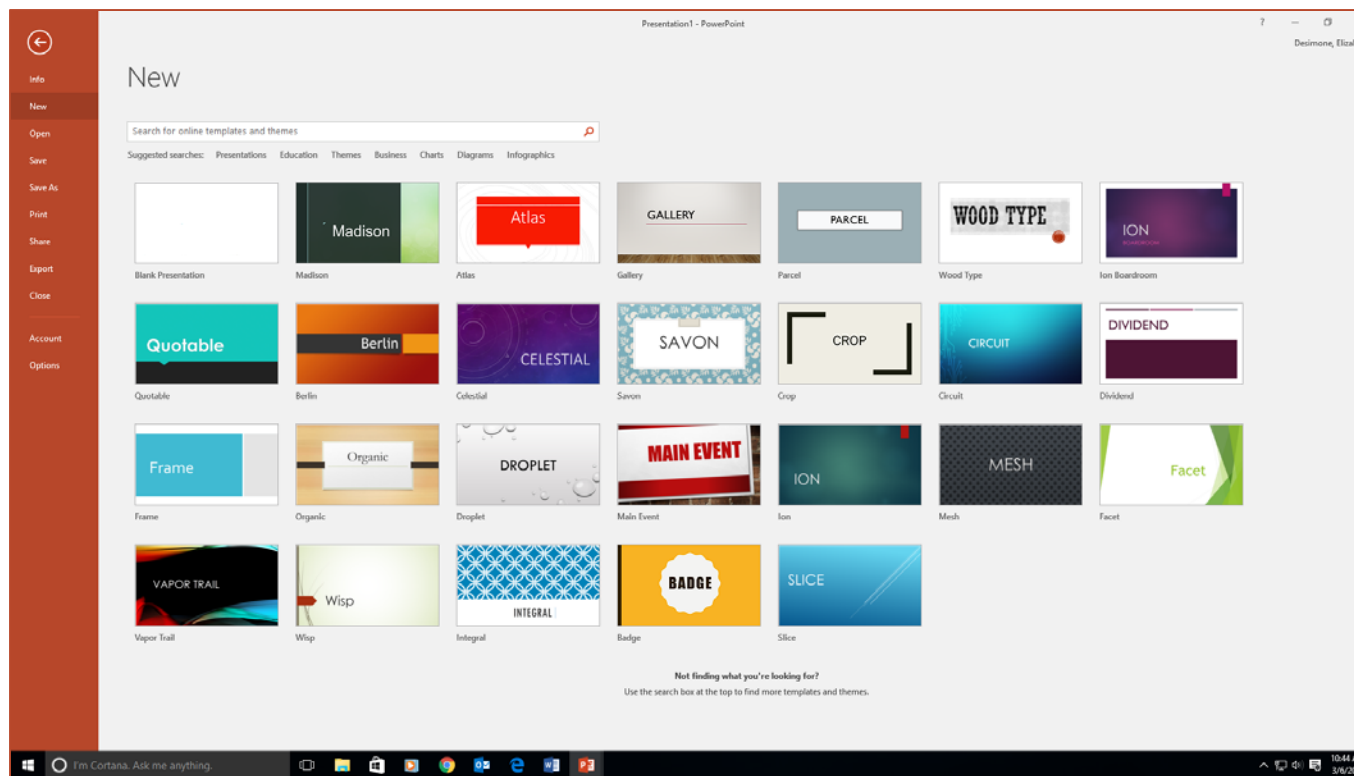 Presentation1 - PowerPoint
?
Info
New
Open
Save
Save As
Print
Share
Export
Close
Account
Options
New
Search for online templates and themes
Suggested searches: Presentations Education Themes Business Charts Diagrams Infographics
Madison Atlas GALLERY PARCEL WOOD TYPE ION
BOARDROOM
Blank Presentation Madison Atlas Gallery Parcel Wood Type Ion Boardroom
Quotable Berlin CELESTIAL SAVON CROP CIRCUIT DIVIDEND
Quotable Berlin Celestial Savon Crop Circuit Dividend
Frame Organic DROPLET MAIN EVENT ION MESH Facet
Frame Organic Droplet Main Event Ion Mesh Facet
VAPOR TRAIL Wisp INTEGRAL BADGE SLICE
Vapor Trail Wisp Integral Badge Slice
Not finding what you're looking for?
Use the search box at the top to find more templates and themes.
I'm Cortana. Ask me anything.
10:44